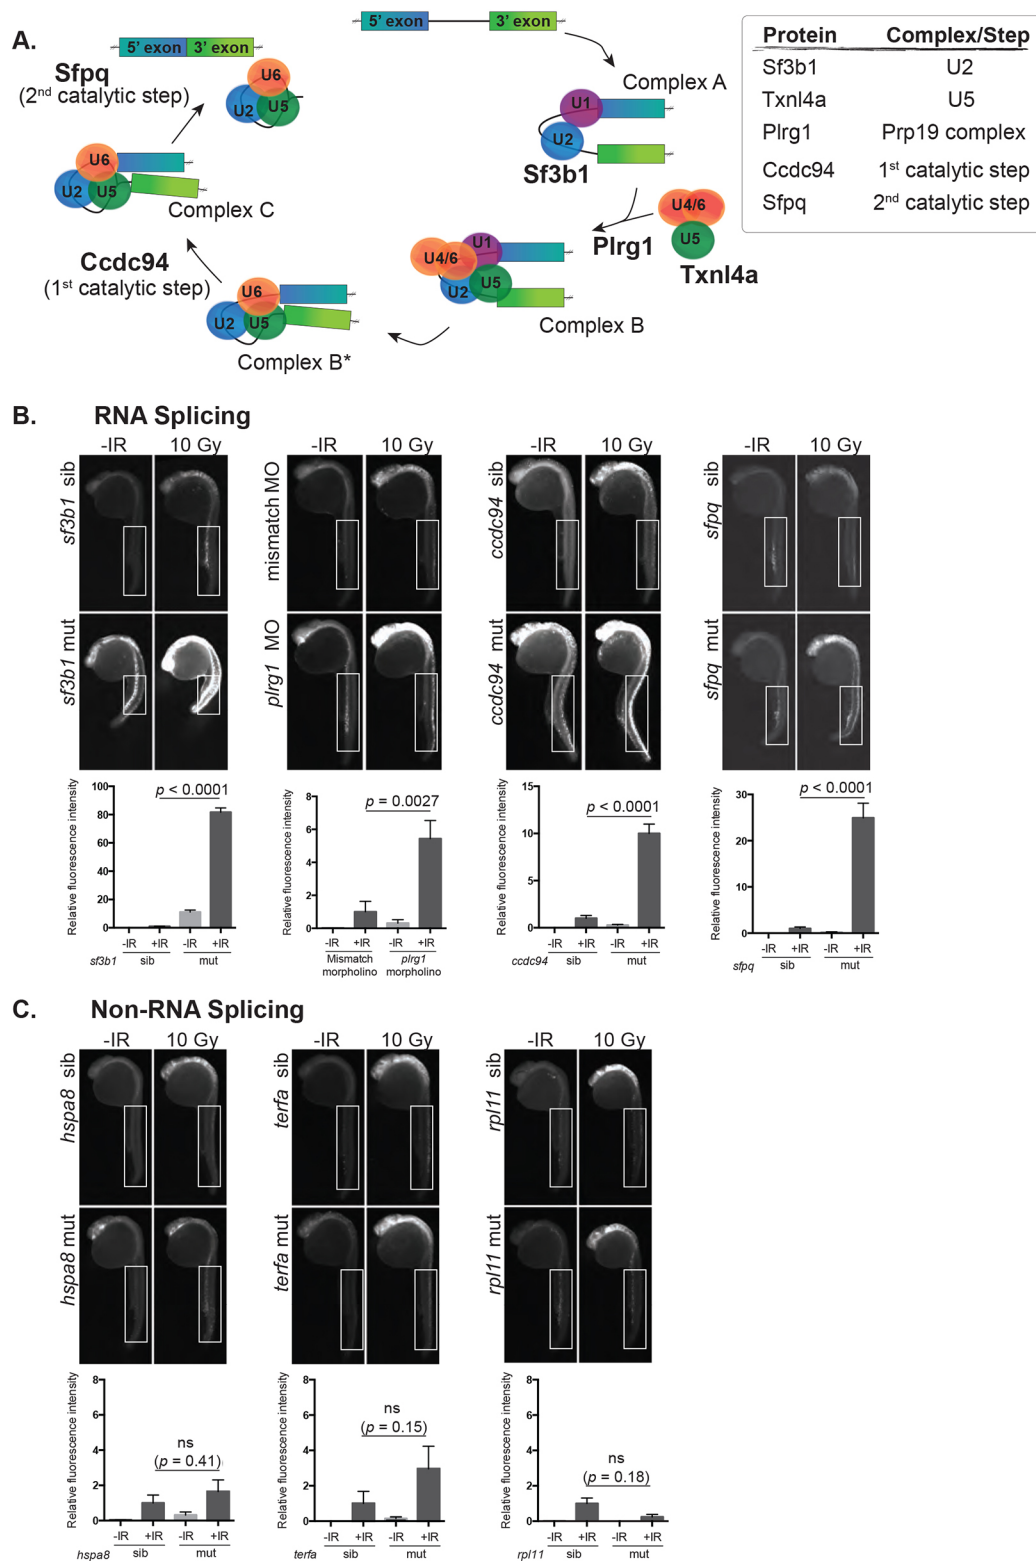 A.
5' exon
3' exon
Complex A
U1
U2
Sf3b1
U4/6
U5
Plrg1
Txnl4a
U4/6
U1
U2
U5
Complex B
U6
U2
U5
Complex B*
Ccdc94
(1st catalytic step)
U6
U2
U5
Complex C
Sfpq
(2nd catalytic step)
5' exon
3' exon
U6
U2
U5
Protein Complex/Step
Sf3b1 U2
Txnl4a U5
Plrg1 Prp19 complex
Ccdc94 1st catalytic step
Sfpq 2nd catalytic step
B. RNA Splicing
-IR 10 Gy
sf3b1 sib
sf3b1 mut
Relative fluorescence intensity
100
80
60
40
20
0
p < 0.0001
-IR +IR -IR +IR
sf3b1 sib mut
-IR 10 Gy
mismatch MO
plrg1 MO
Relative fluorescence intensity
8
6
4
2
0
p = 0.0027
-IR +IR -IR +IR
Mismatch plrg1
morpholino morpholino
-IR 10 Gy
ccdc94 sib
ccdc94 mut
Relative fluorescence intensity
15
10
5
0
p < 0.0001
-IR +IR -IR +IR
ccdc94 sib mut
-IR 10 Gy
sfpq sib
sfpq mut
Relative fluorescence intensity
30
20
10
0
p < 0.0001
-IR +IR -IR +IR
sfpq sib mut
C. Non-RNA Splicing
-IR 10 Gy
hspa8 sib
hspa8 mut
Relative fluorescence intensity
8
6
4
2
0
ns
(p = 0.41)
-IR +IR -IR +IR
hspa8 sib mut
-IR 10 Gy
terfa sib
terfa mut
Relative fluorescence intensity
8
6
4
2
0
ns
(p = 0.15)
-IR +IR -IR +IR
terfa sib mut
-IR 10 Gy
rpl11 sib
rpl11 mut
Relative fluorescence intensity
8
6
4
2
0
ns
(p = 0.18)
-IR +IR -IR +IR
rpl11 sib mut